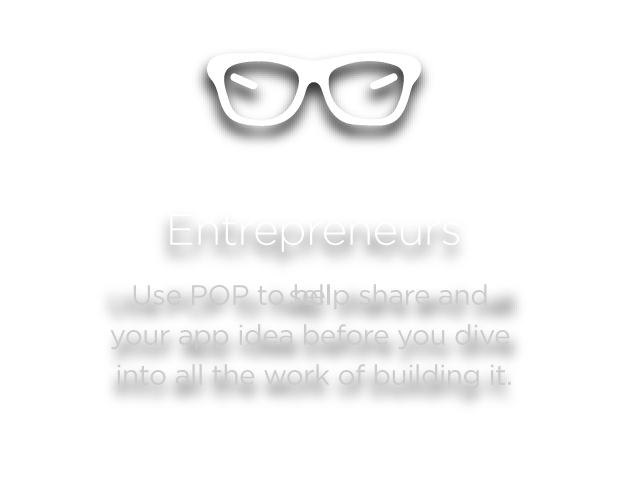 Entrepreneurs
Use POP to help share and
your app idea before you dive
into all the work of building it.